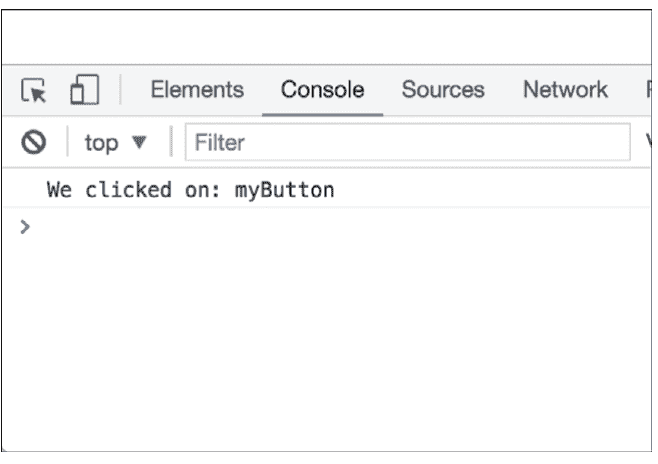 Elements Console Sources Network
top ▼ Filter
We clicked on: myButton
>